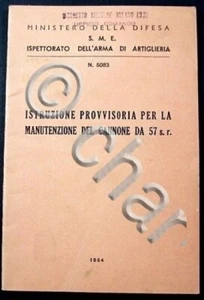 MINISTERO DELLA DIFESA
S. M. E.
ISPETTORATO DELL'ARMA DI ARTIGLIERIA
N. 5083
ISTRUZIONE PROVVISORIA PER LA
MANUTENZIONE DEL CANNONE DA 57 s. r.
© char
1954